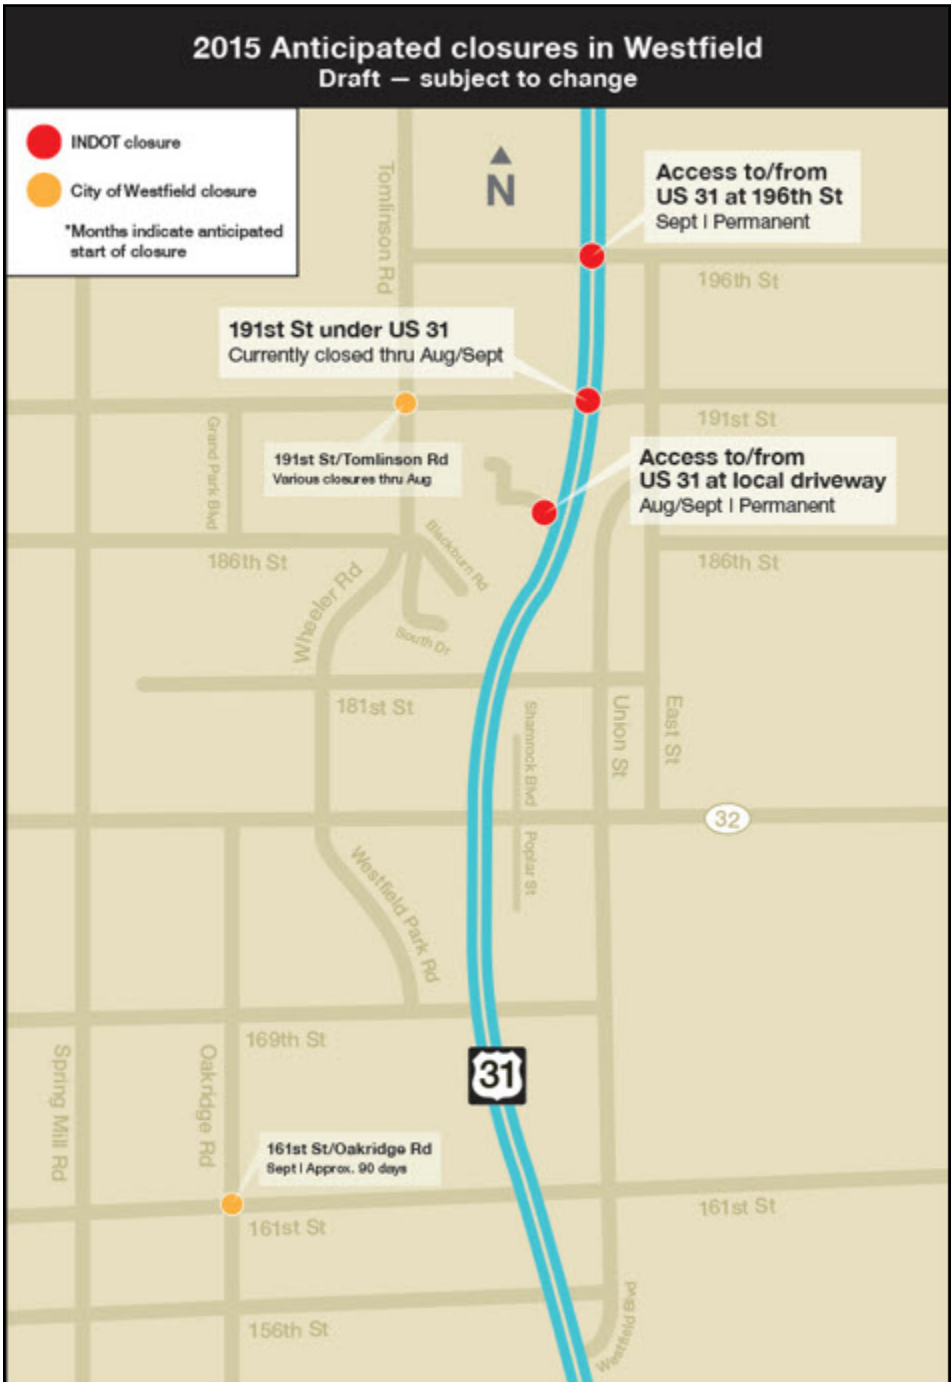 2015 Anticipated closures in Westfield
Draft — subject to change
INDOT closure
City of Westfield closure
*Months indicate anticipated
start of closure
N
Tomlinson Rd
Access to/from
US 31 at 196th St
Sept | Permanent
196th St
191st St under US 31
Currently closed thru Aug/Sept
191st St
Grand Park Blvd
191st St/Tomlinson Rd
Various closures thru Aug
Access to/from
US 31 at local driveway
Aug/Sept | Permanent
186th St
Blackburn Rd
186th St
Wheeler Rd
South Dr
181st St
Shamrock Blvd
Union St
East St
32
Poplar St
Westfield Park Rd
169th St
31
Spring Mill Rd
Oakridge Rd
161st St/Oakridge Rd
Sept | Approx. 90 days
161st St
161st St
156th St
Westfield Blvd